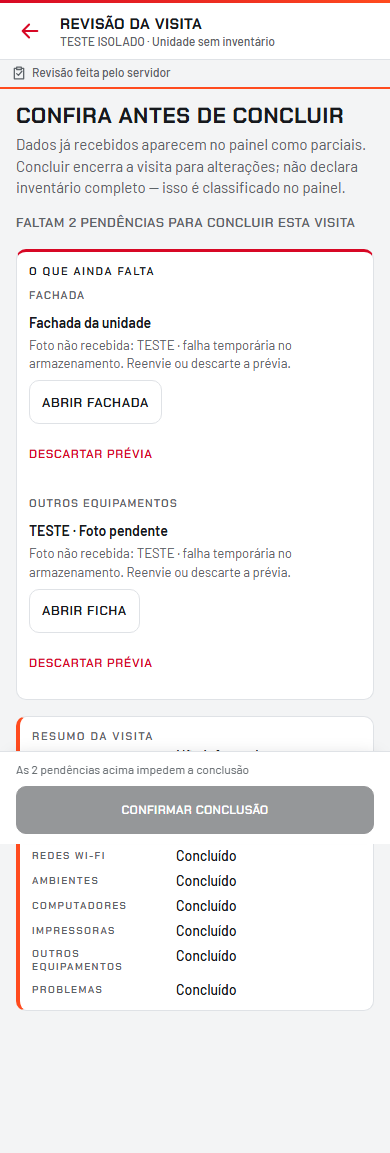 REVISÃO DA VISITA
TESTE ISOLADO · Unidade sem inventário
Revisão feita pelo servidor
CONFIRA ANTES DE CONCLUIR
Dados já recebidos aparecem no painel como parciais.
Concluir encerra a visita para alterações; não declara
inventário completo — isso é classificado no painel.
FALTAM 2 PENDÊNCIAS PARA CONCLUIR ESTA VISITA
O QUE AINDA FALTA
FACHADA
Fachada da unidade
Foto não recebida: TESTE · falha temporária no
armazenamento. Reenvie ou descarte a prévia.
ABRIR FACHADA
DESCARTAR PRÉVIA
OUTROS EQUIPAMENTOS
TESTE · Foto pendente
Foto não recebida: TESTE · falha temporária no
armazenamento. Reenvie ou descarte a prévia.
ABRIR FICHA
DESCARTAR PRÉVIA
RESUMO DA VISITA
As 2 pendências acima impedem a conclusão
CONFIRMAR CONCLUSÃO
REDES WI-FI Concluído
AMBIENTES Concluído
COMPUTADORES Concluído
IMPRESSORAS Concluído
OUTROS Concluído
EQUIPAMENTOS
PROBLEMAS Concluído